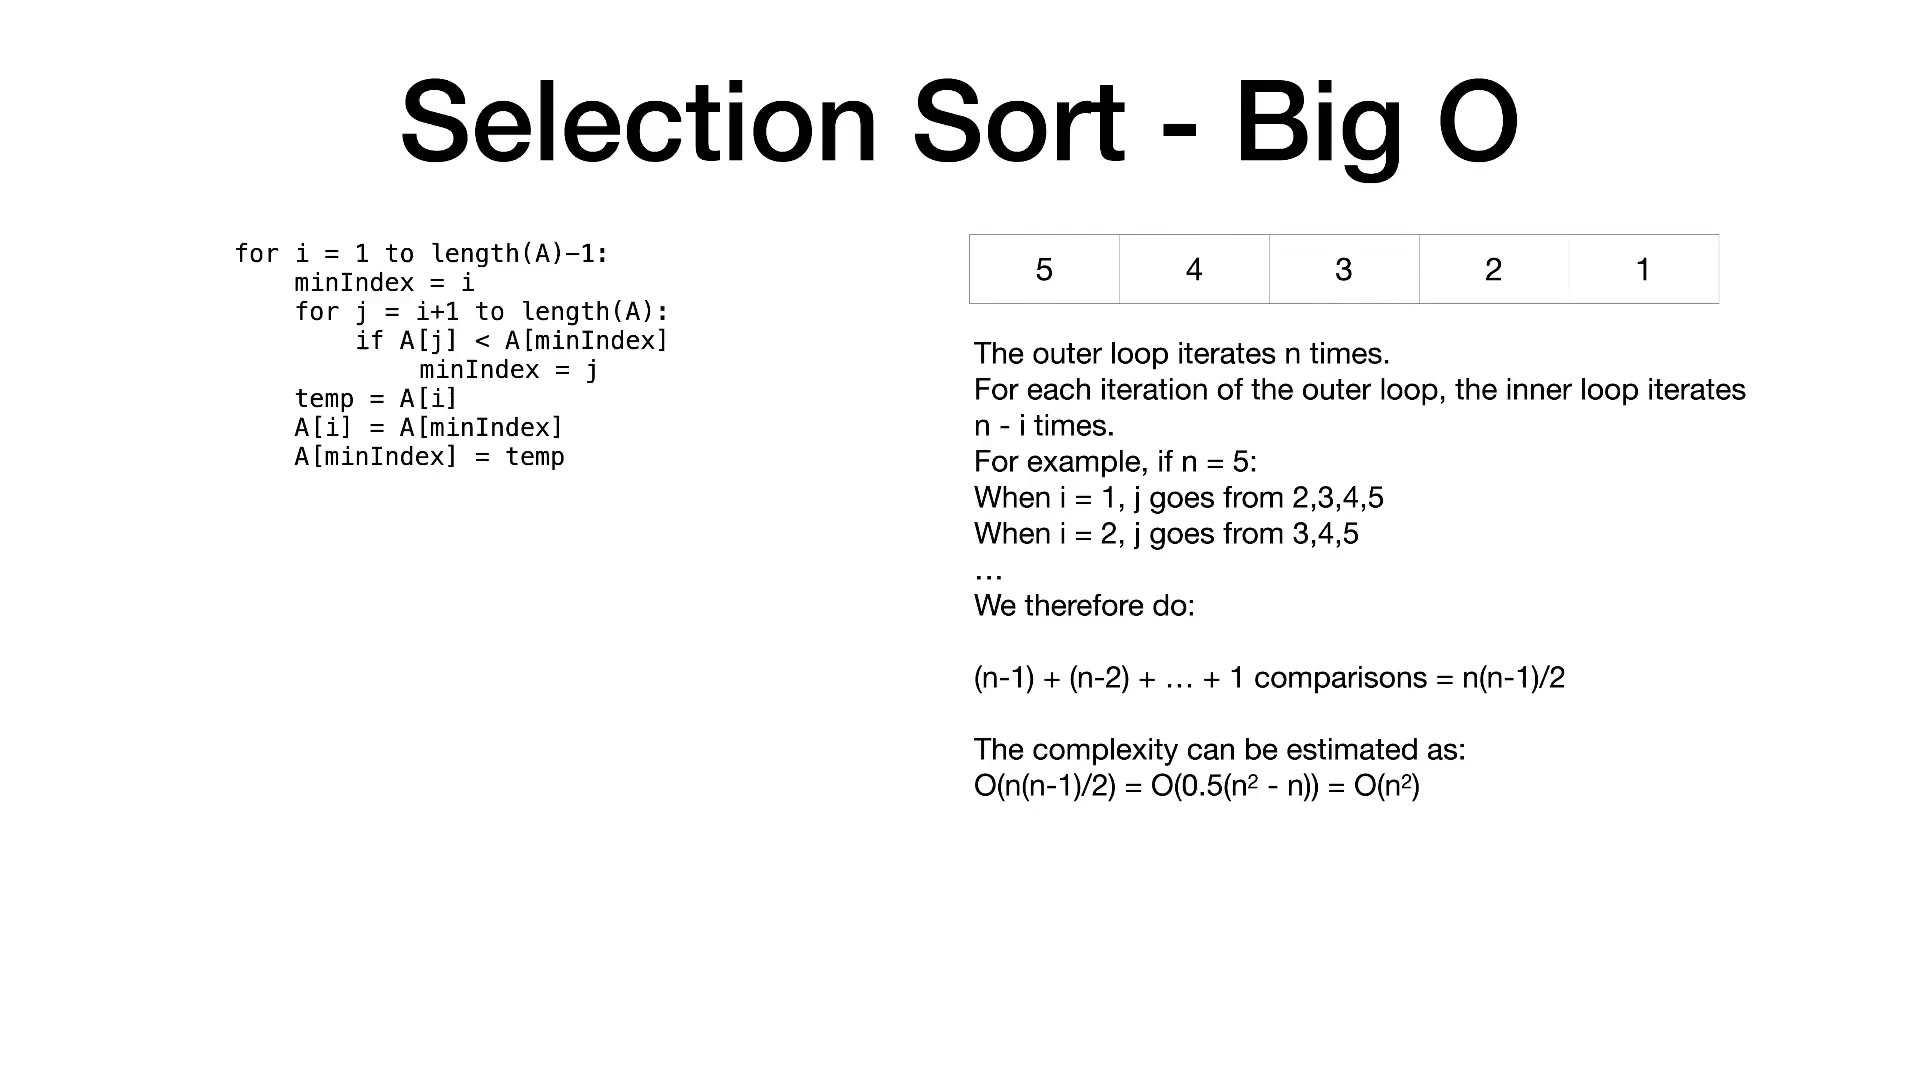 Selection Sort - Big O
for i = 1 to length(A)-1:
    minIndex = i
    for j = i+1 to length(A):
        if A[j] < A[minIndex]
            minIndex = j
    temp = A[i]
    A[i] = A[minIndex]
    A[minIndex] = temp
5 4 3 2 1
The outer loop iterates n times.
For each iteration of the outer loop, the inner loop iterates
n - i times.
For example, if n = 5:
When i = 1, j goes from 2,3,4,5
When i = 2, j goes from 3,4,5
…
We therefore do:
(n-1) + (n-2) + … + 1 comparisons = n(n-1)/2
The complexity can be estimated as:
O(n(n-1)/2) = O(0.5(n² - n)) = O(n²)